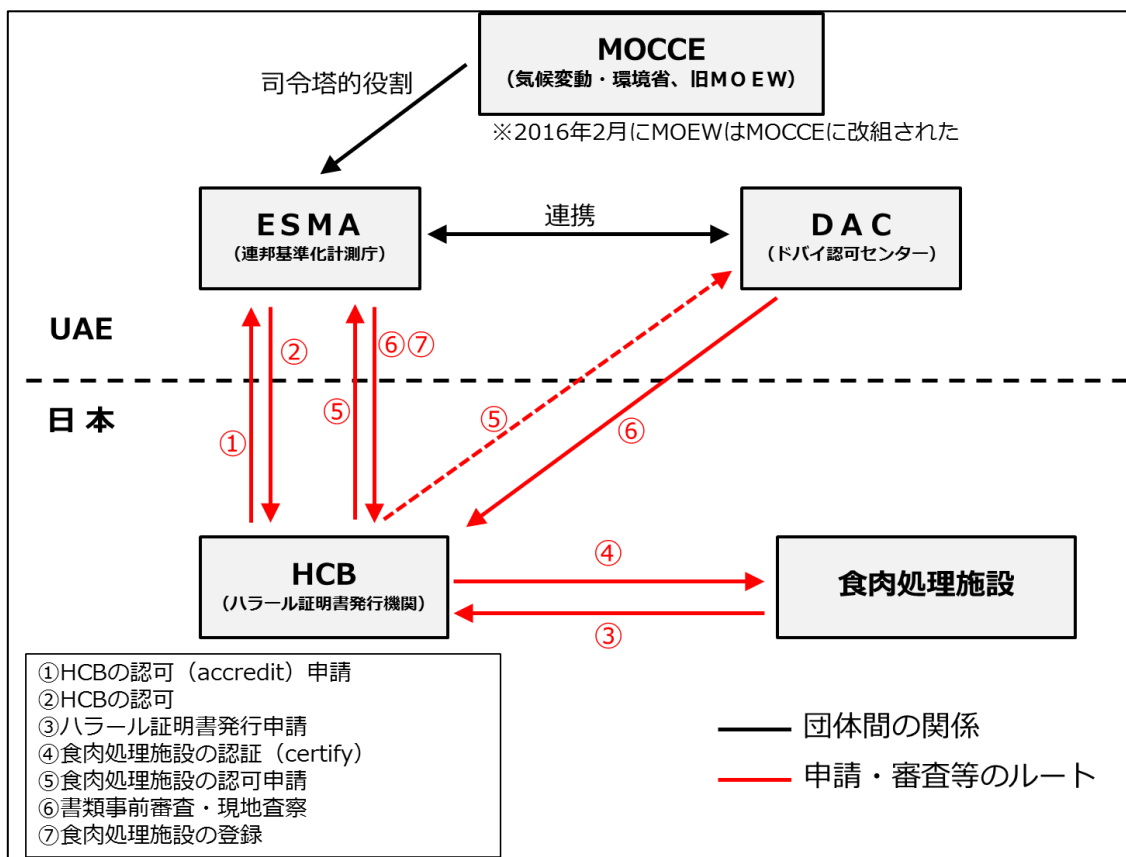 MOCCE
（気候変動・環境省、旧ＭＯＥＷ）
司令塔的役割
※2016年2月にMOEWはMOCCEに改組された
ＥＳＭＡ
（連邦基準化計測庁）
連携
ＤＡＣ
（ドバイ認可センター）
UAE
②
⑥⑦
日本
①
⑤
⑤
⑥
HCB
（ハラール証明書発行機関）
④
③
食肉処理施設
①HCBの認可（accredit）申請
②HCBの認可
③ハラール証明書発行申請
④食肉処理施設の認証（certify）
⑤食肉処理施設の認可申請
⑥書類事前審査・現地査察
⑦食肉処理施設の登録
団体間の関係
申請・審査等のルート